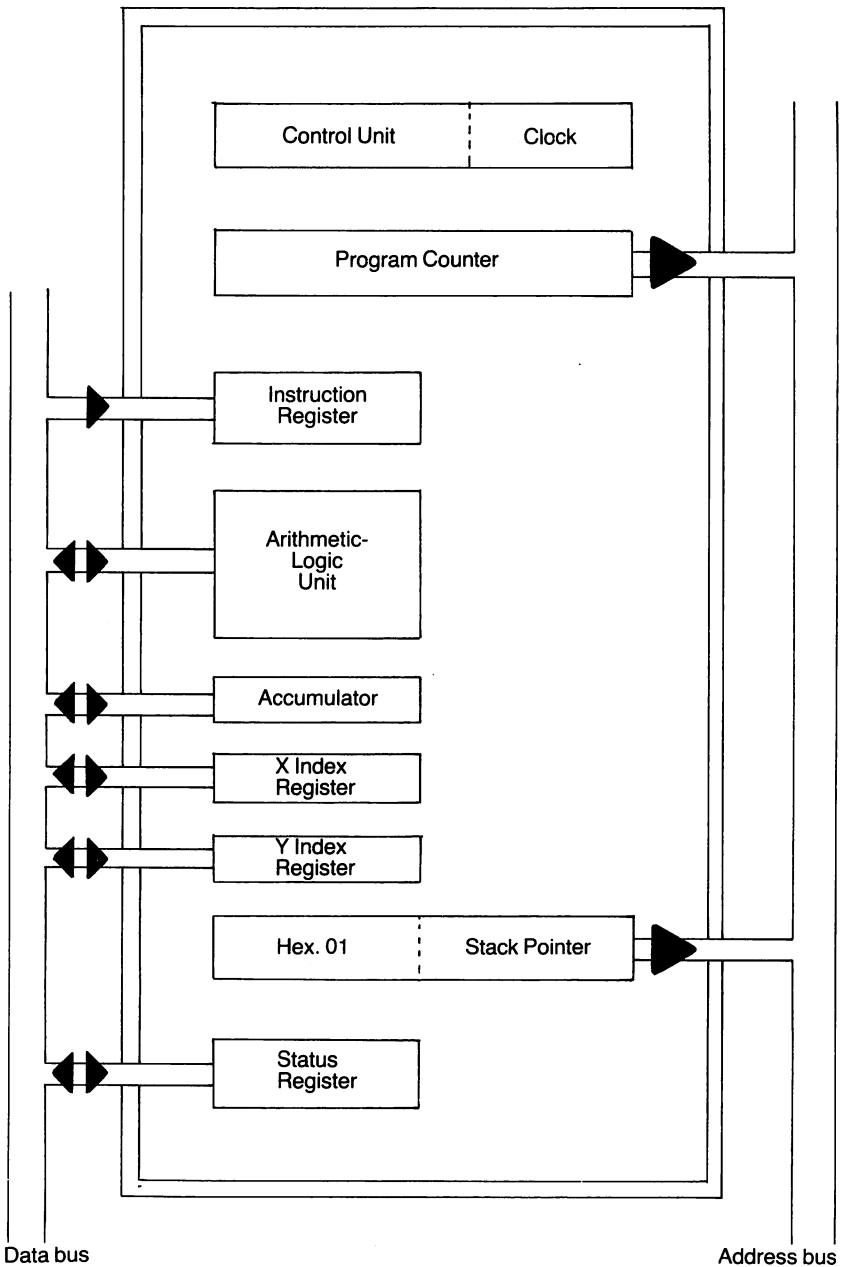 Control Unit
Clock
Program Counter
Instruction
Register
Arithmetic-
Logic
Unit
Accumulator
X Index
Register
Y Index
Register
Hex. 01
Stack Pointer
Status
Register
Data bus
Address bus